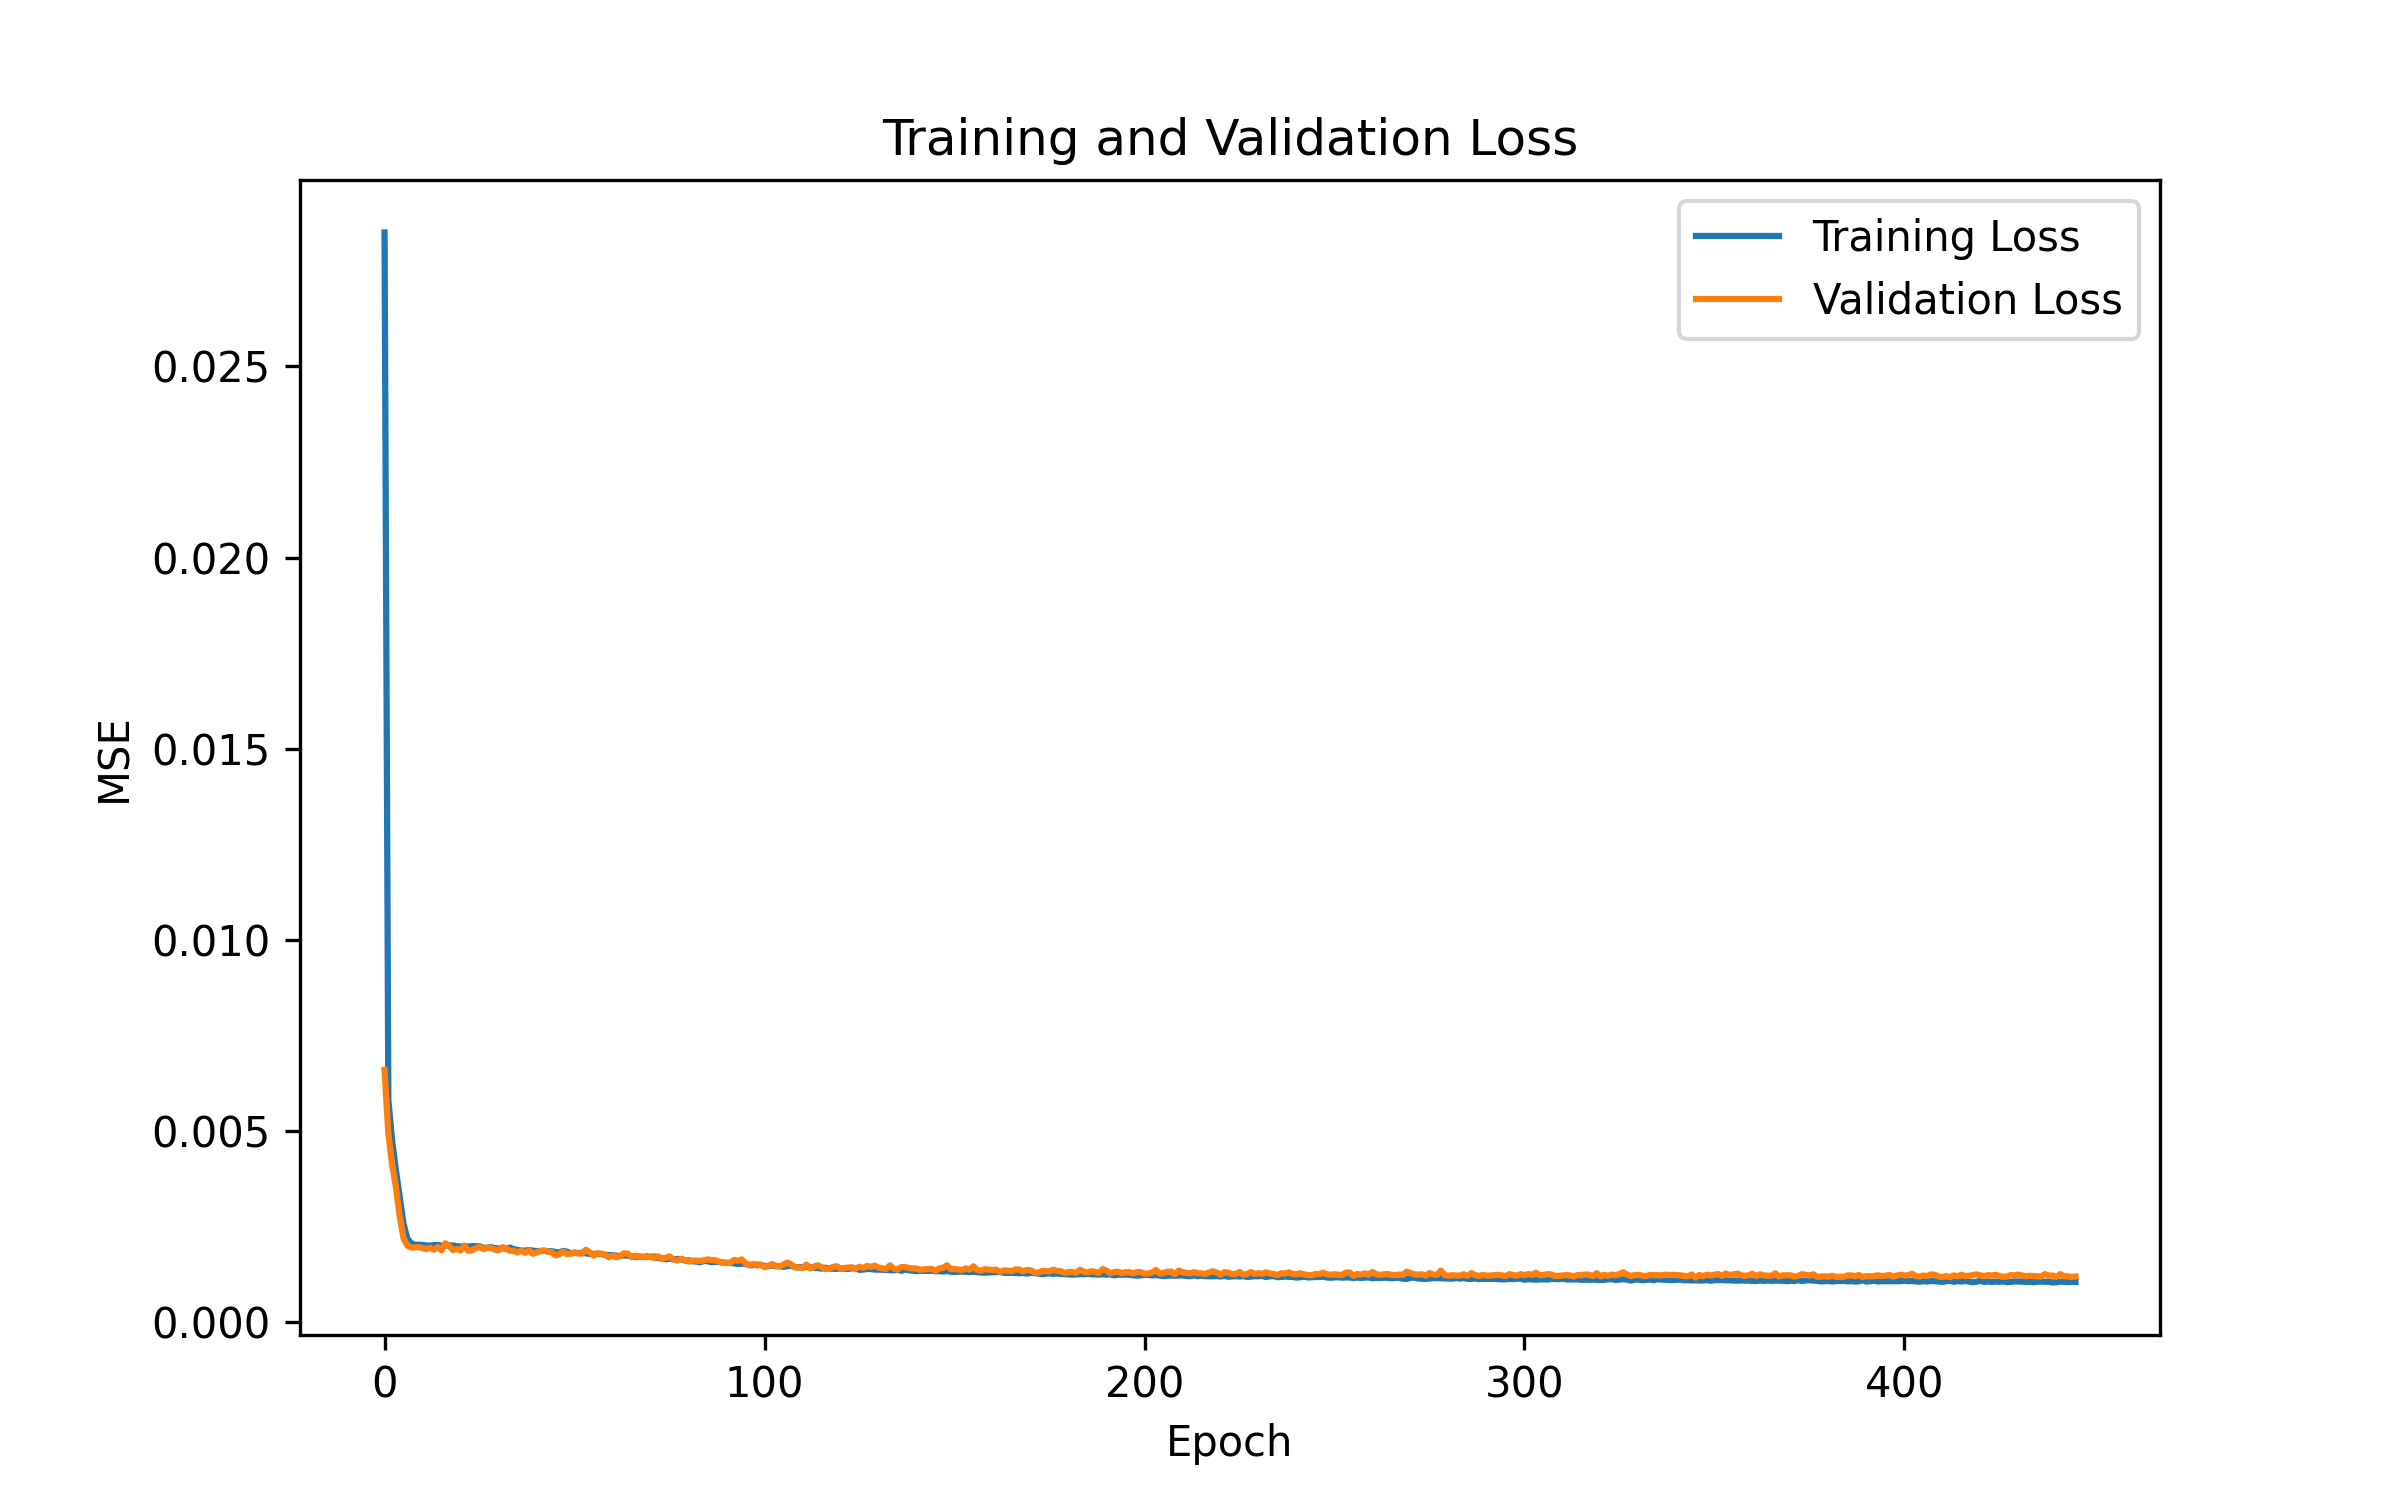 Training and Validation Loss
Training Loss
Validation Loss
0.025
0.020
0.015
0.010
0.005
0.000
MSE
0 100 200 300 400
Epoch